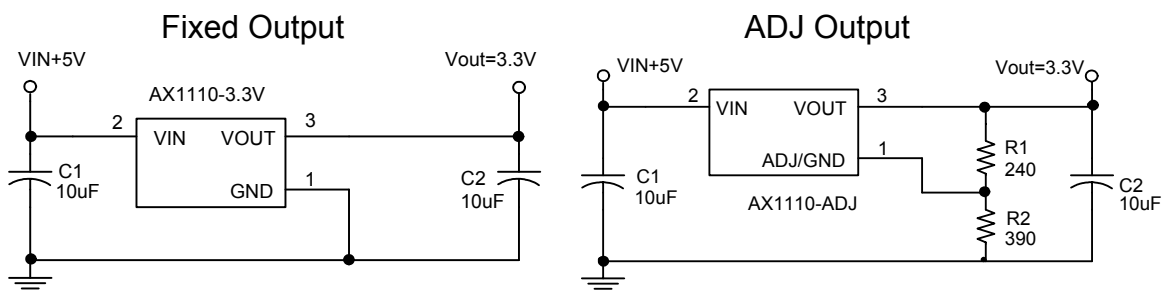 Fixed Output
VIN+5V
Vout=3.3V
AX1110-3.3V
2
VIN
VOUT
3
GND
1
C1
10uF
C2
10uF
ADJ Output
VIN+5V
Vout=3.3V
2
VIN
VOUT
3
ADJ/GND
1
AX1110-ADJ
C1
10uF
R1
240
R2
390
C2
10uF